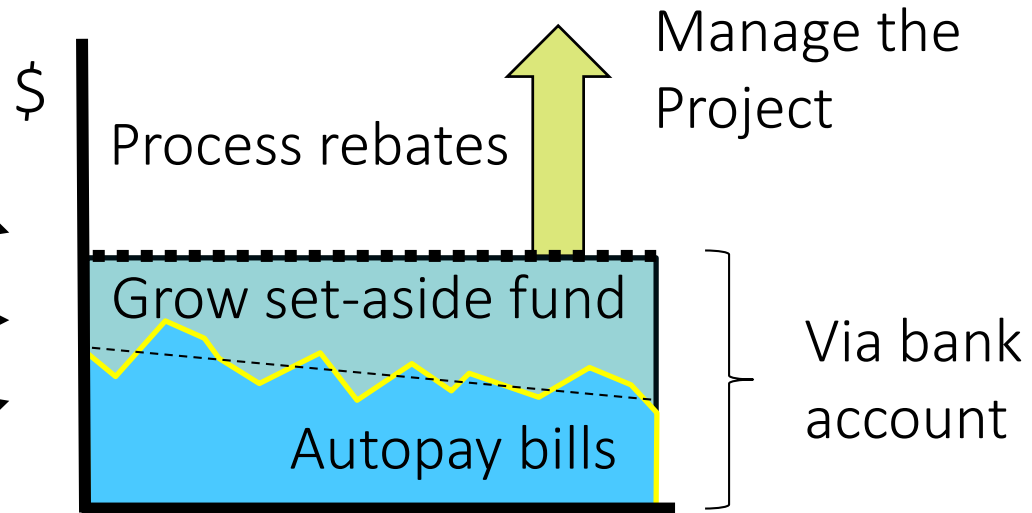 Manage the
Project
$
Process rebates
Grow set-aside fund
Via bank
account
Autopay bills